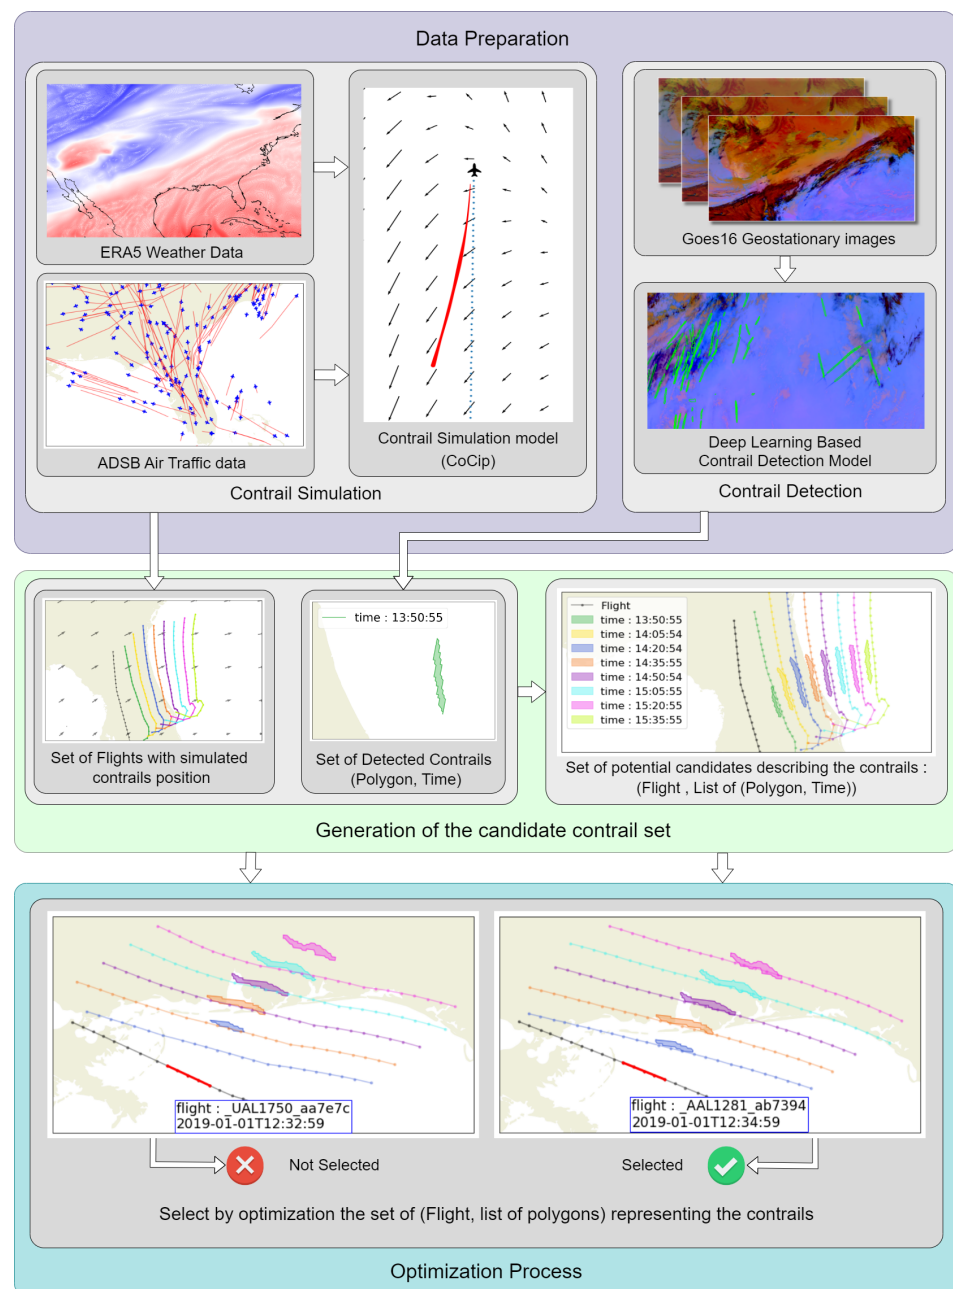 Data Preparation
ERA5 Weather Data
ADSB Air Traffic data
Contrail Simulation model
(CoCip)
Contrail Simulation
Goes16 Geostationary images
Deep Learning Based
Contrail Detection Model
Contrail Detection
Set of Flights with simulated
contrails position
time : 13:50:55
Set of Detected Contrails
(Polygon, Time)
Flight
time : 13:50:55
time : 14:05:54
time : 14:20:54
time : 14:35:55
time : 14:50:54
time : 15:05:55
time : 15:20:55
time : 15:35:55
Set of potential candidates describing the contrails :
(Flight , List of (Polygon, Time))
Generation of the candidate contrail set
flight : _UAL1750_aa7e7c
2019-01-01T12:32:59
Not Selected
flight : _AAL1281_ab7394
2019-01-01T12:34:59
Selected
Select by optimization the set of (Flight, list of polygons) representing the contrails
Optimization Process